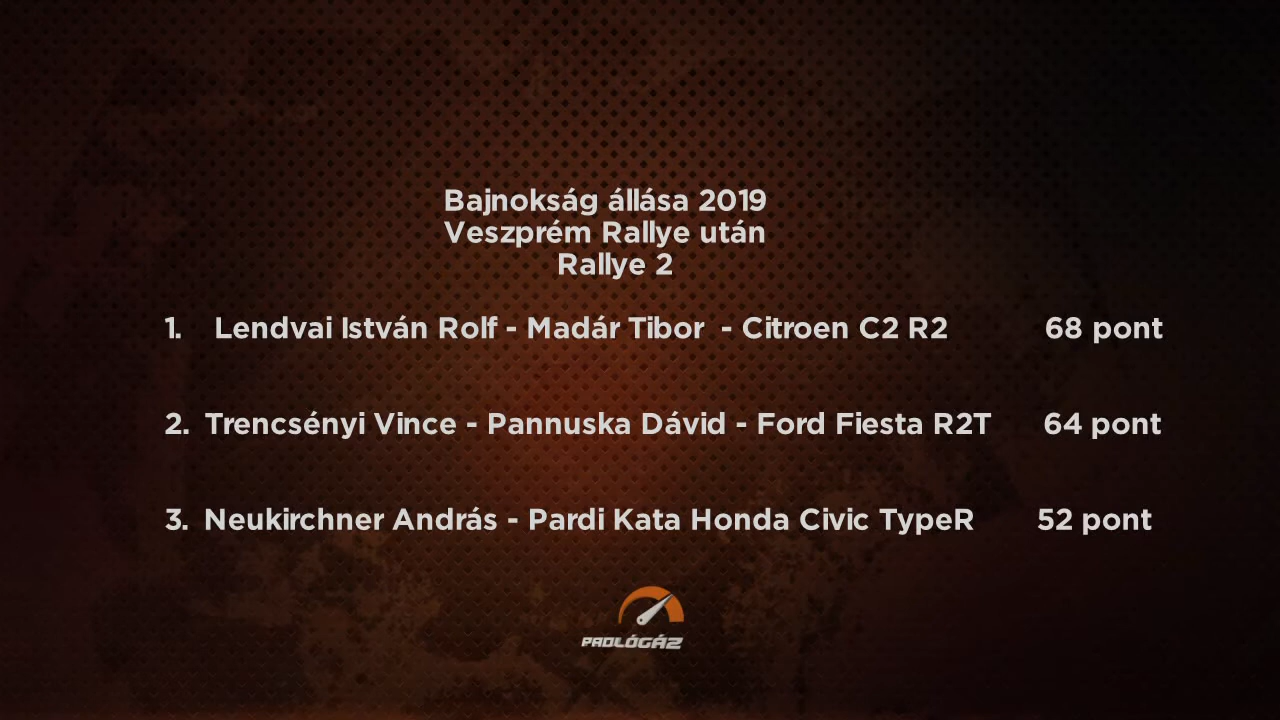 Bajnokság állása 2019
Veszprém Rallye után
Rallye 2
1. Lendvai István Rolf - Madár Tibor - Citroen C2 R2 68 pont
2. Trencsényi Vince - Pannuska Dávid - Ford Fiesta R2T 64 pont
3. Neukirchner András - Pardi Kata Honda Civic TypeR 52 pont
PADLÓGÁZ